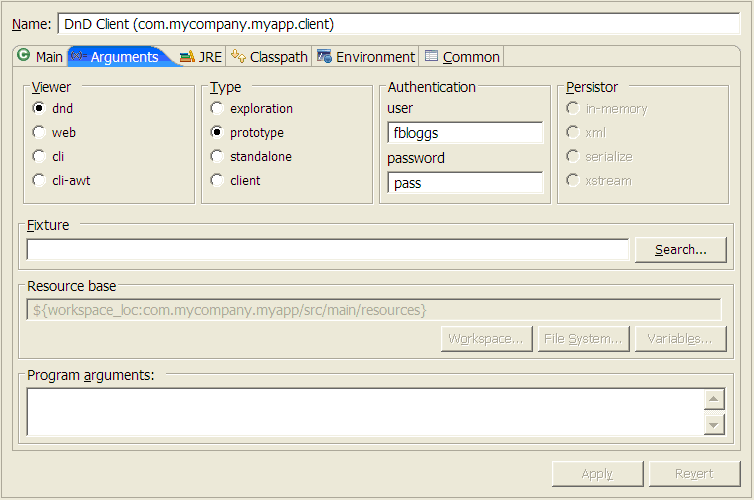 Name: DnD Client (com.mycompany.myapp.client)
Main Arguments JRE Classpath Environment Common
Viewer
dnd
web
cli
cli-awt
Type
exploration
prototype
standalone
client
Authentication
user
fbloggs
password
pass
Persistor
in-memory
xml
serialize
xstream
Fixture
Search...
Resource base
${workspace_loc:com.mycompany.myapp/src/main/resources}
Workspace... File System... Variables...
Program arguments:
Apply Revert